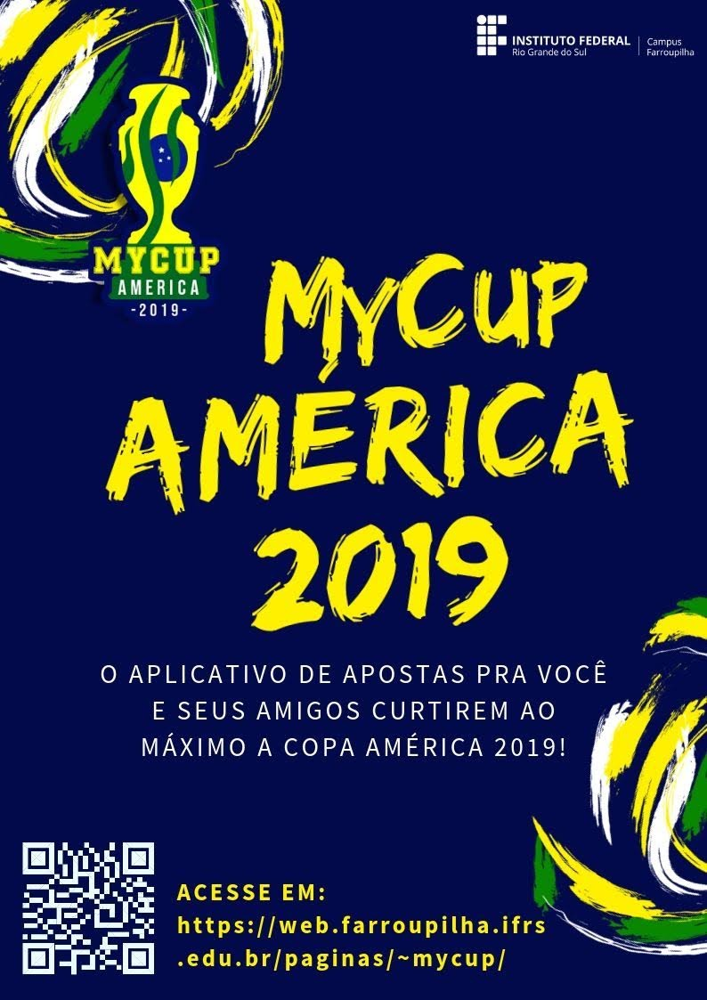 INSTITUTO FEDERAL
Rio Grande do Sul
Campus
Farroupilha
MYCUP
AMERICA
-2019-
MyCup
América
2019
O APLICATIVO DE APOSTAS PRA VOCÊ
E SEUS AMIGOS CURTIREM AO
MÁXIMO A COPA AMÉRICA 2019!
ACESSE EM:
https://web.farroupilha.ifrs
.edu.br/paginas/~mycup/